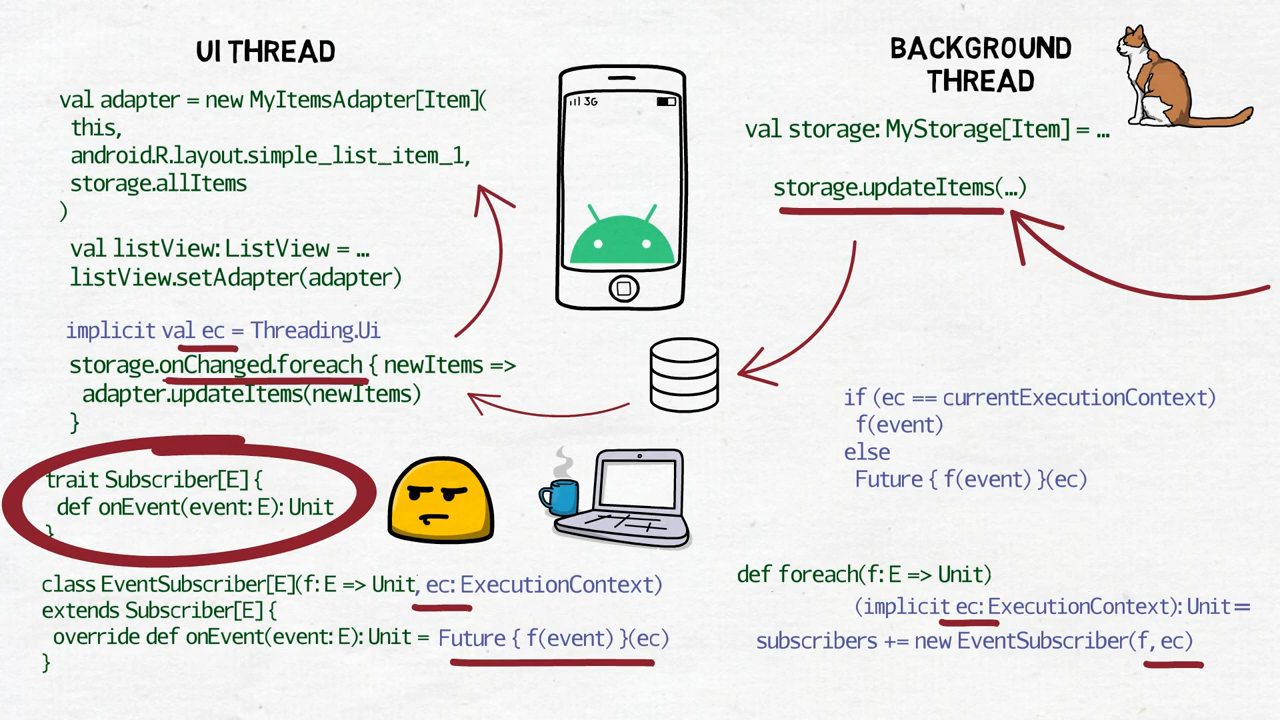 UI THREAD
val adapter = new MyItemsAdapter[Item](
this,
android.R.layout.simple_list_item_1,
storage.allItems
)
val listView: ListView = …
listView.setAdapter(adapter)
implicit val ec = Threading.Ui
storage.onChanged.foreach { newItems =>
adapter.updateItems(newItems)
}
trait Subscriber[E] {
def onEvent(event: E): Unit
}
class EventSubscriber[E](f: E => Unit, ec: ExecutionContext)
extends Subscriber[E] {
override def onEvent(event: E): Unit = Future { f(event) }(ec)
}
3G
BACKGROUND
THREAD
val storage: MyStorage[Item] = …
storage.updateItems(…)
if (ec == currentExecutionContext)
f(event)
else
Future { f(event) }(ec)
def foreach(f: E => Unit)
(implicit ec: ExecutionContext): Unit =
subscribers += new EventSubscriber(f, ec)